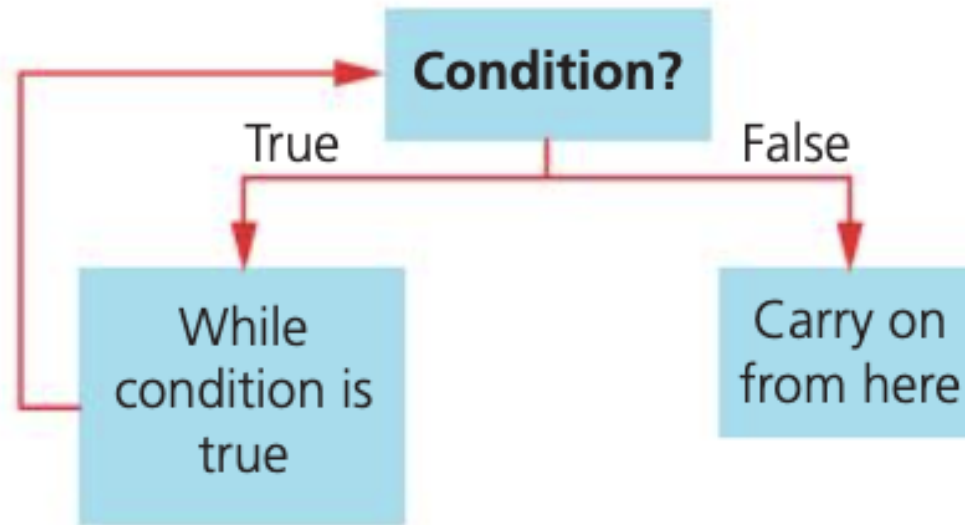 Condition?
True
False
While
condition is
true
Carry on
from here